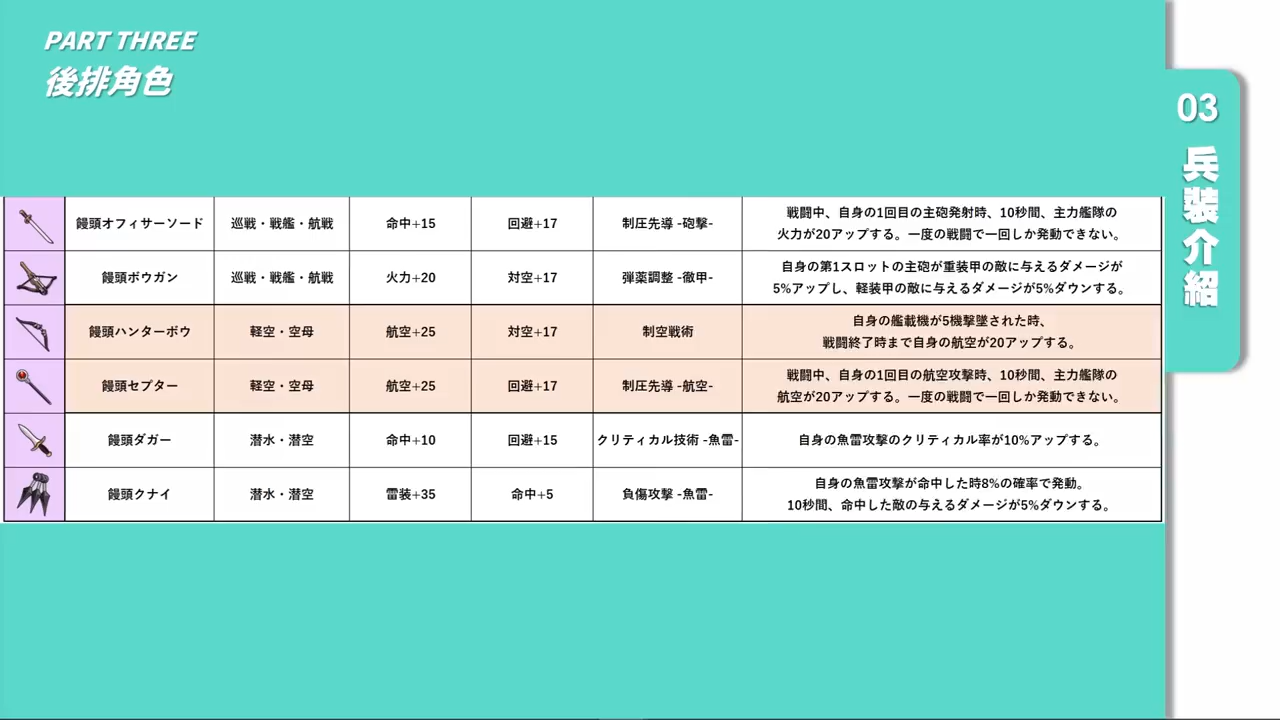 PART THREE
後排角色
03
兵裝介紹
饅頭オフィサーソード 巡戦・戦艦・航戦 命中+15 回避+17 制圧先導 -砲撃- 戦闘中、自身の1回目の主砲発射時、10秒間、主力艦隊の
火力が20アップする。一度の戦闘で一回しか発動できない。
饅頭ボウガン 巡戦・戦艦・航戦 火力+20 対空+17 弾薬調整 -徹甲- 自身の第1スロットの主砲が重装甲の敵に与えるダメージが
5%アップし、軽装甲の敵に与えるダメージが5%ダウンする。
饅頭ハンターボウ 軽空・空母 航空+25 対空+17 制空戦術 自身の艦載機が5機撃墜された時、
戦闘終了時まで自身の航空が20アップする。
饅頭セプター 軽空・空母 航空+25 回避+17 制圧先導 -航空- 戦闘中、自身の1回目の航空攻撃時、10秒間、主力艦隊の
航空が20アップする。一度の戦闘で一回しか発動できない。
饅頭ダガー 潜水・潜空 命中+10 回避+15 クリティカル技術 -魚雷- 自身の魚雷攻撃のクリティカル率が10%アップする。
饅頭クナイ 潜水・潜空 雷装+35 命中+5 負傷攻撃 -魚雷- 自身の魚雷攻撃が命中した時8%の確率で発動。
10秒間、命中した敵の与えるダメージが5%ダウンする。